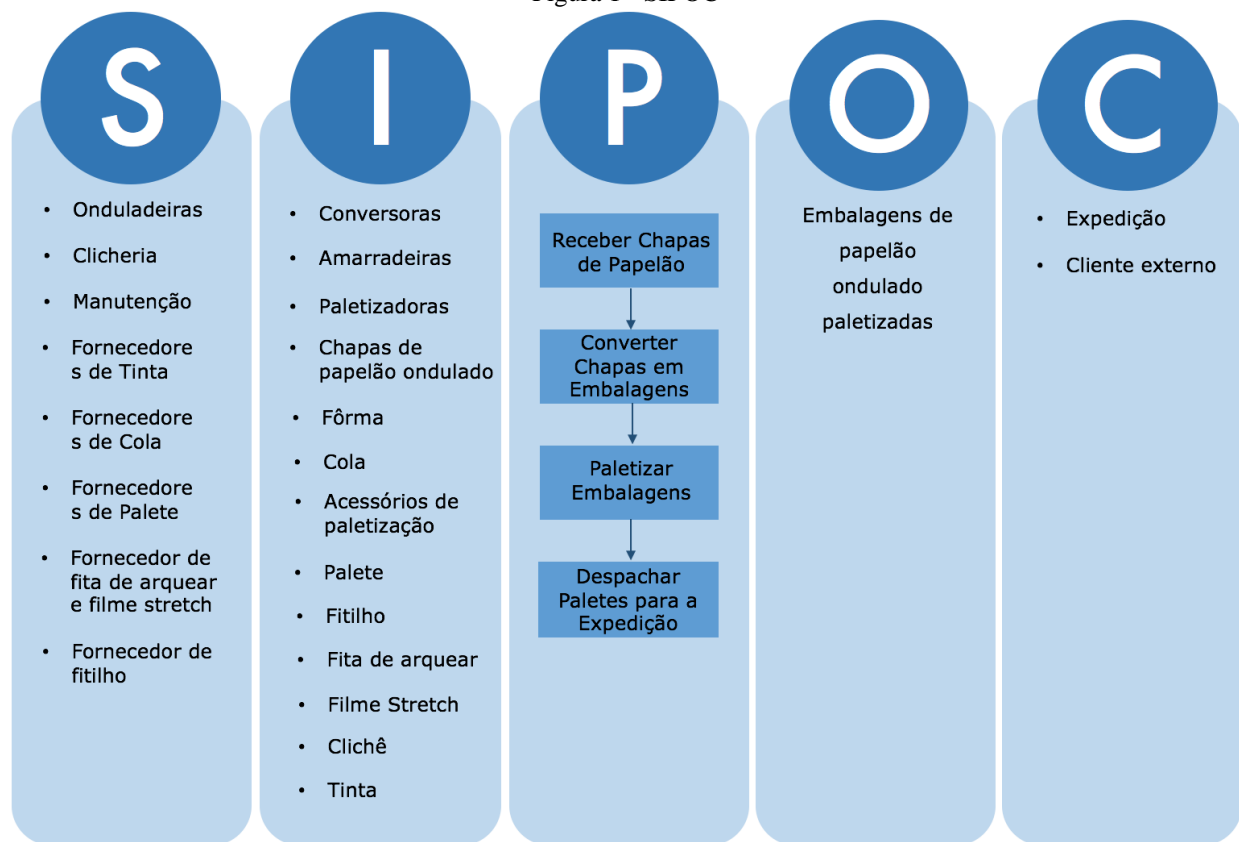 S
Onduladeiras
Clicheria
Manutenção
Fornecedore
s de Tinta
Fornecedore
s de Cola
Fornecedore
s de Palete
Fornecedor de
fita de arquear
e filme stretch
Fornecedor de
fitilho
I
Conversoras
Amarradeiras
Paletizadoras
Chapas de
papelão ondulado
Fôrma
Cola
Acessórios de
paletização
Palete
Fitilho
Fita de arquear
Filme Stretch
Clichê
Tinta
P
Receber Chapas
de Papelão
Converter
Chapas em
Embalagens
Paletizar
Embalagens
Despachar
Paletes para a
Expedição
O
Embalagens de
papelão
ondulado
paletizadas
C
Expedição
Cliente externo